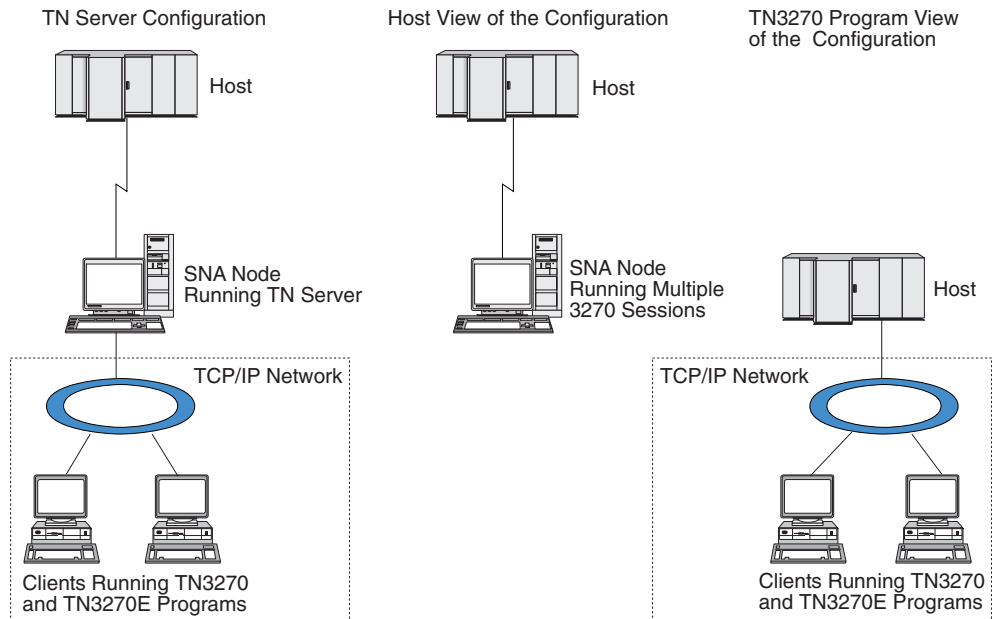 TN Server Configuration
Host
SNA Node
Running TN Server
TCP/IP Network
Clients Running TN3270
and TN3270E Programs
Host View of the Configuration
Host
SNA Node
Running Multiple
3270 Sessions
TN3270 Program View
of the Configuration
Host
TCP/IP Network
Clients Running TN3270
and TN3270E Programs